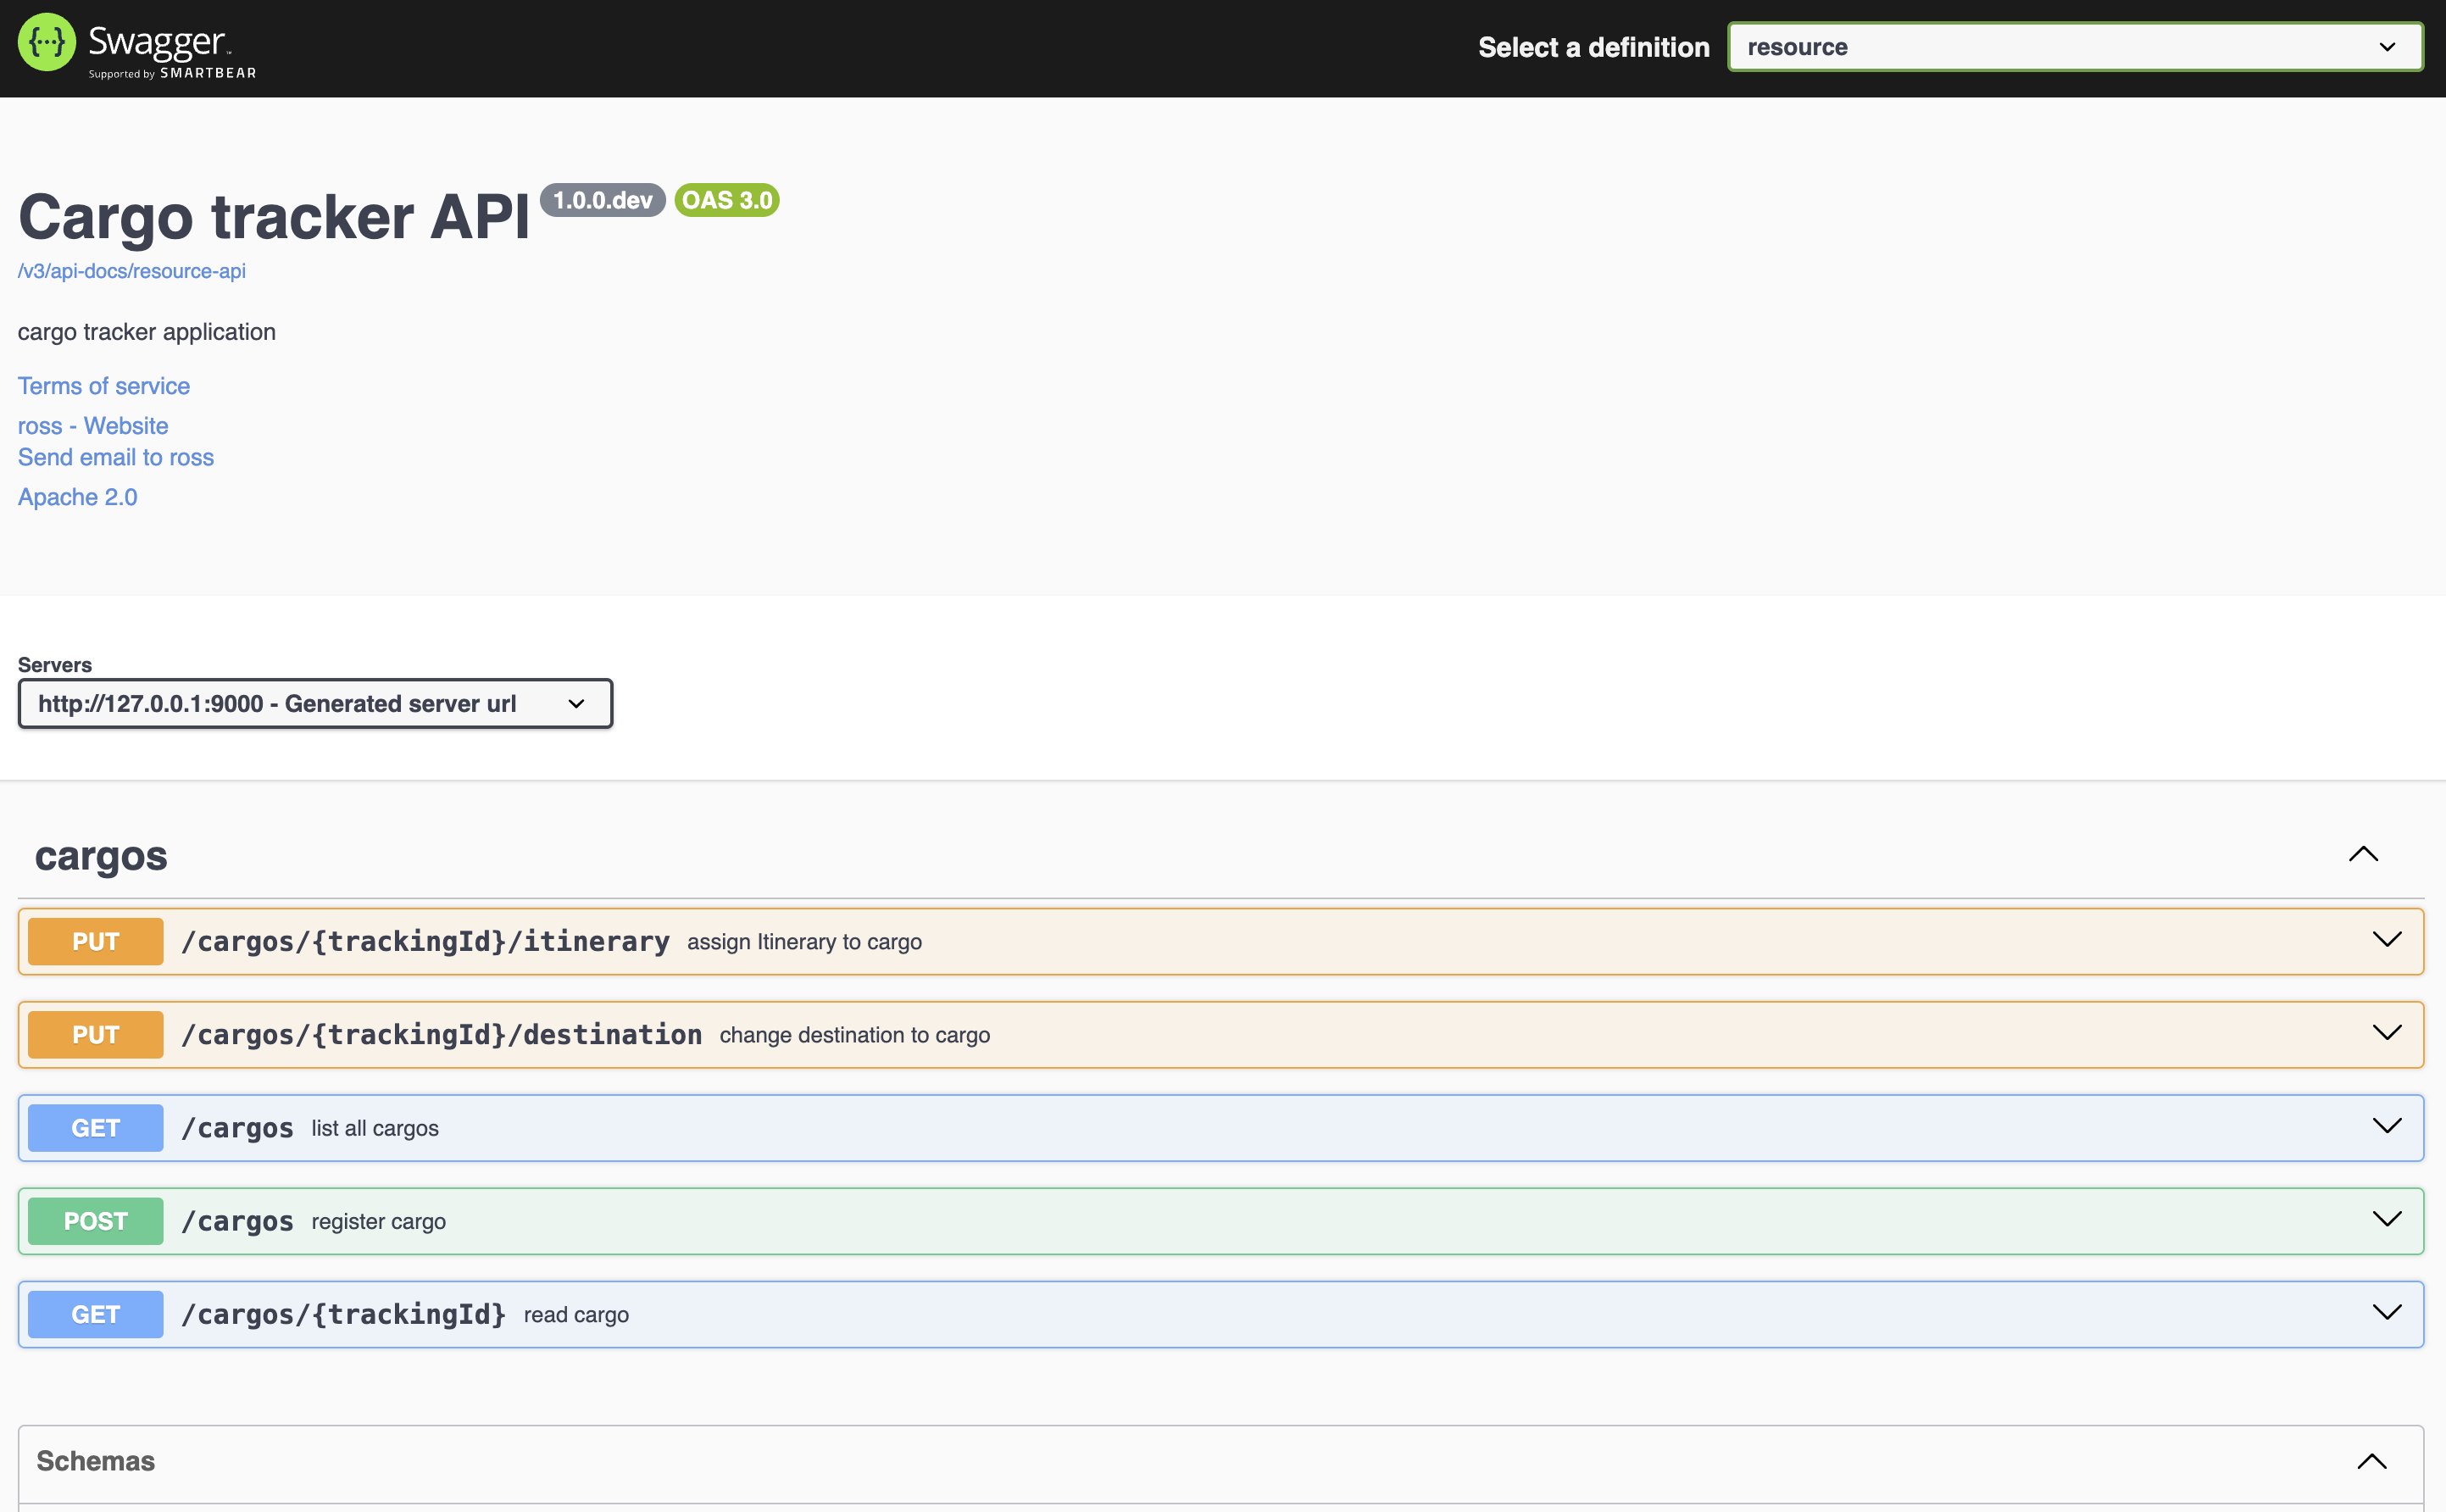 {···} Swagger™
Supported by SMARTBEAR
Select a definition resource
Cargo tracker API 1.0.0.dev OAS 3.0
/v3/api-docs/resource-api
cargo tracker application
Terms of service
ross - Website
Send email to ross
Apache 2.0
Servers
http://127.0.0.1:9000 - Generated server url
cargos
PUT /cargos/{trackingId}/itinerary assign Itinerary to cargo
PUT /cargos/{trackingId}/destination change destination to cargo
GET /cargos list all cargos
POST /cargos register cargo
GET /cargos/{trackingId} read cargo
Schemas